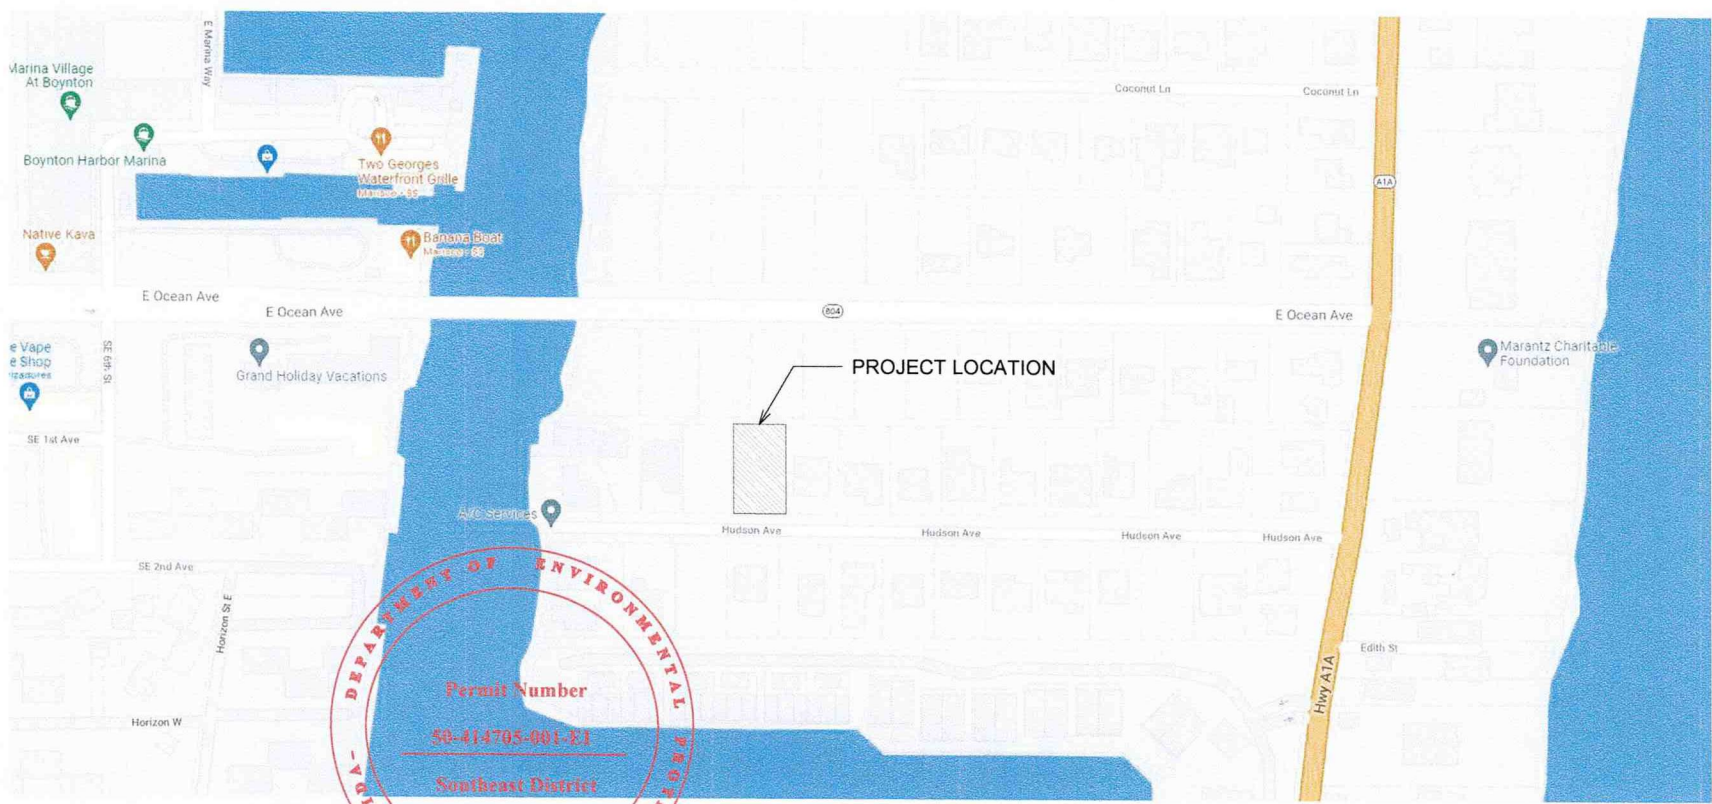 E Marina Way
Marina Village
At Boynton
Boynton Harbor Marina
Two Georges
Waterfront Grille
Native Kava
Banana Boat
Coconut Ln
Coconut Ln
A1A
E Ocean Ave
E Ocean Ave
804
E Ocean Ave
e Vape
e Shop
SE 6th St
Grand Holiday Vacations
PROJECT LOCATION
Marantz Charitable
Foundation
SE 1st Ave
A/C Services
Hudson Ave
Hudson Ave
Hudson Ave
Hudson Ave
SE 2nd Ave
Horizon St E
Horizon W
Edith St
Hwy A1A
DEPARTMENT OF ENVIRONMENTAL
Permit Number
50-414705-001-E1
Southeast District